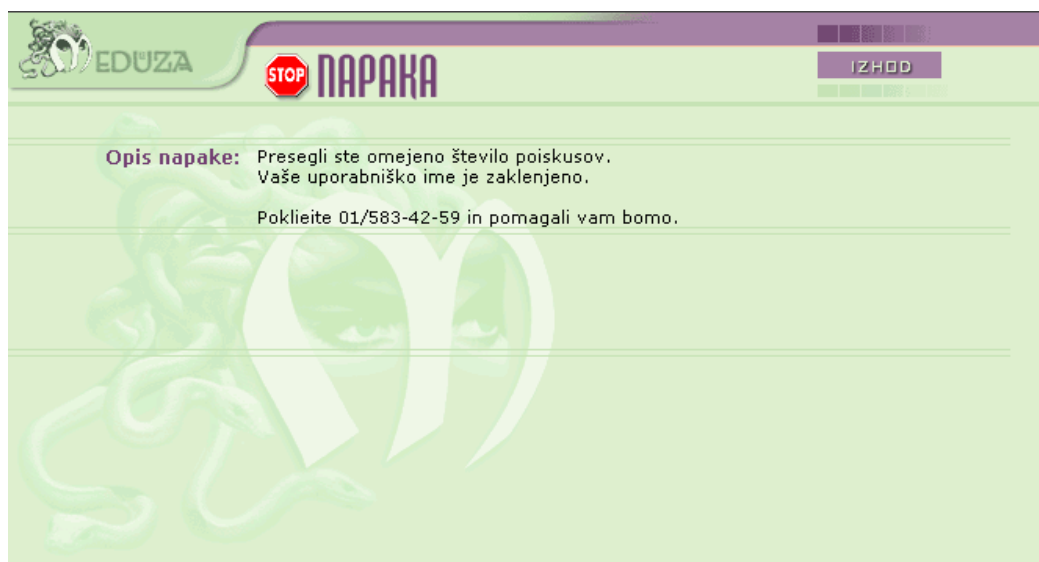 MEDUZA
STOP NAPAKA
IZHOD
Opis napake: Presegli ste omejeno število poiskusov.
Vaše uporabniško ime je zaklenjeno.
Poklieite 01/583-42-59 in pomagali vam bomo.
M